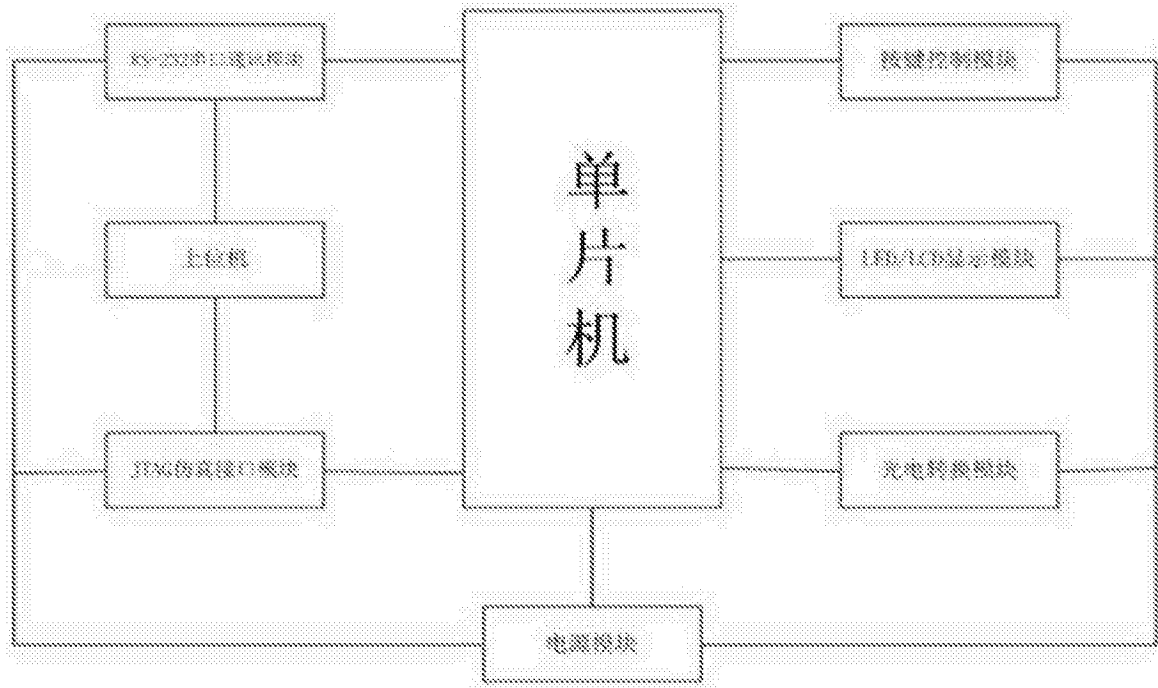 RS-232串口通讯模块
单片机
按键控制模块
上位机
LED/LCD显示模块
JTAG仿真接口模块
光电转换模块
电源模块